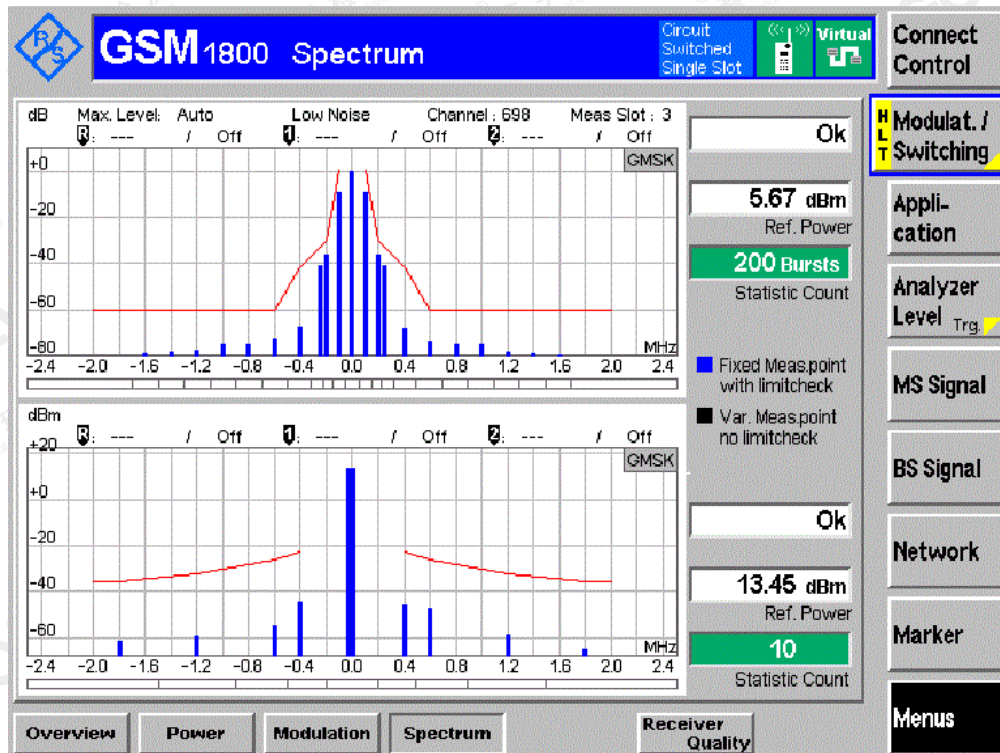 R&S
GSM 1800 Spectrum
Circuit Switched Single Slot
Virtual
Connect Control
dB Max. Level: Auto Low Noise Channel : 698 Meas Slot : 3
R: --- / Off 1: --- / Off 2: --- / Off
GMSK
+0
-20
-40
-60
-80
MHz
-2.4 -2.0 -1.6 -1.2 -0.8 -0.4 0.0 0.4 0.8 1.2 1.6 2.0 2.4
Ok
5.67 dBm
Ref. Power
200 Bursts
Statistic Count
Fixed Meas.point
with limitcheck
Var. Meas.point
no limitcheck
dBm
R: --- / Off 1: --- / Off 2: --- / Off
GMSK
+20
+0
-20
-40
-60
MHz
-2.4 -2.0 -1.6 -1.2 -0.8 -0.4 0.0 0.4 0.8 1.2 1.6 2.0 2.4
Ok
13.45 dBm
Ref. Power
10
Statistic Count
HLT
Modulat. /
Switching
Appli-
cation
Analyzer
Level Trg.
MS Signal
BS Signal
Network
Marker
Menus
Overview Power Modulation Spectrum Receiver Quality